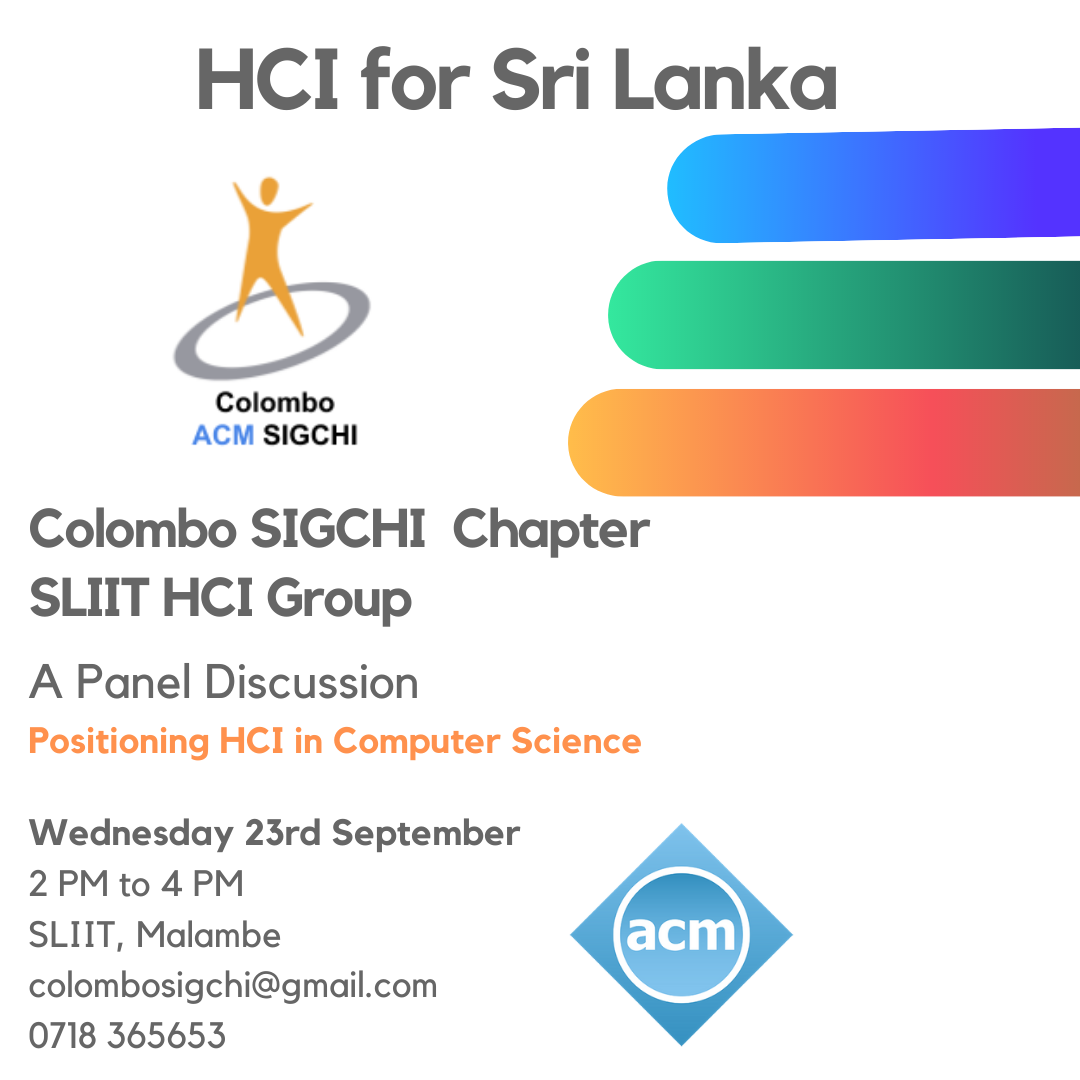 HCI for Sri Lanka
Colombo
ACM SIGCHI
Colombo SIGCHI Chapter
SLIIT HCI Group
A Panel Discussion
Positioning HCI in Computer Science
Wednesday 23rd September
2 PM to 4 PM
SLIIT, Malambe
colombosigchi@gmail.com
0718 365653
acm